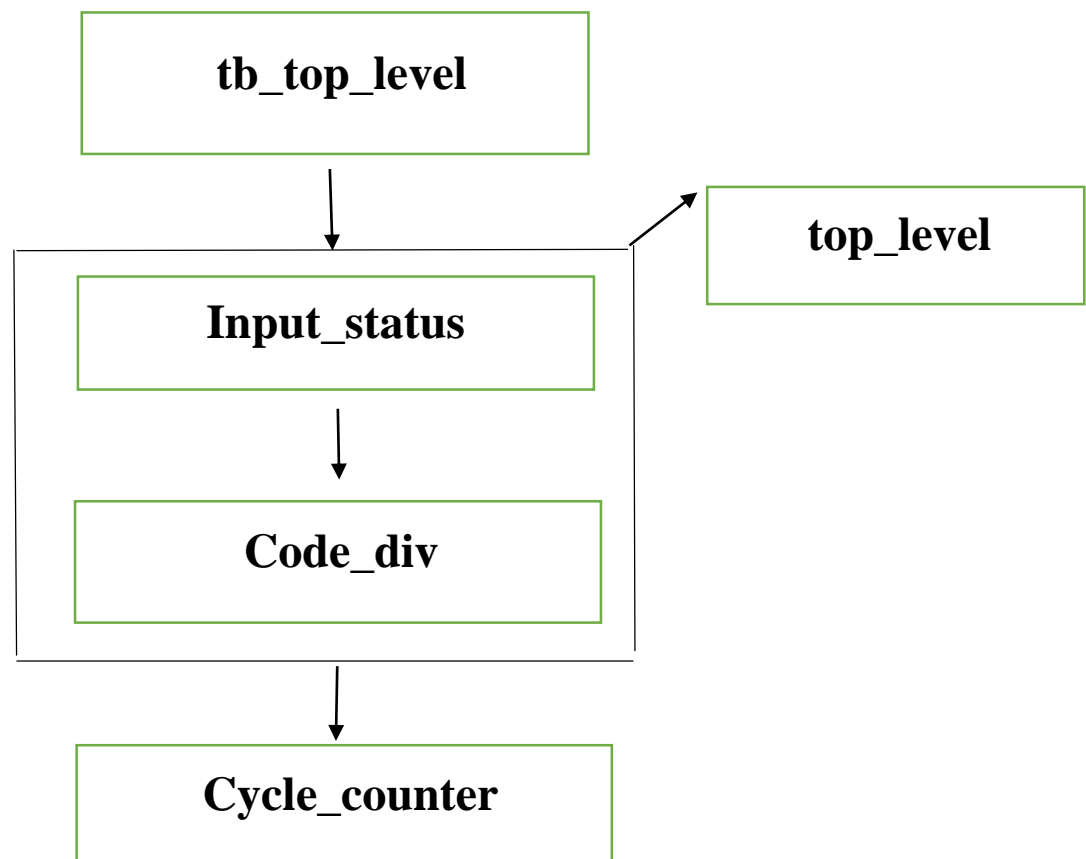 tb_top_level
top_level
Input_status
Code_div
Cycle_counter